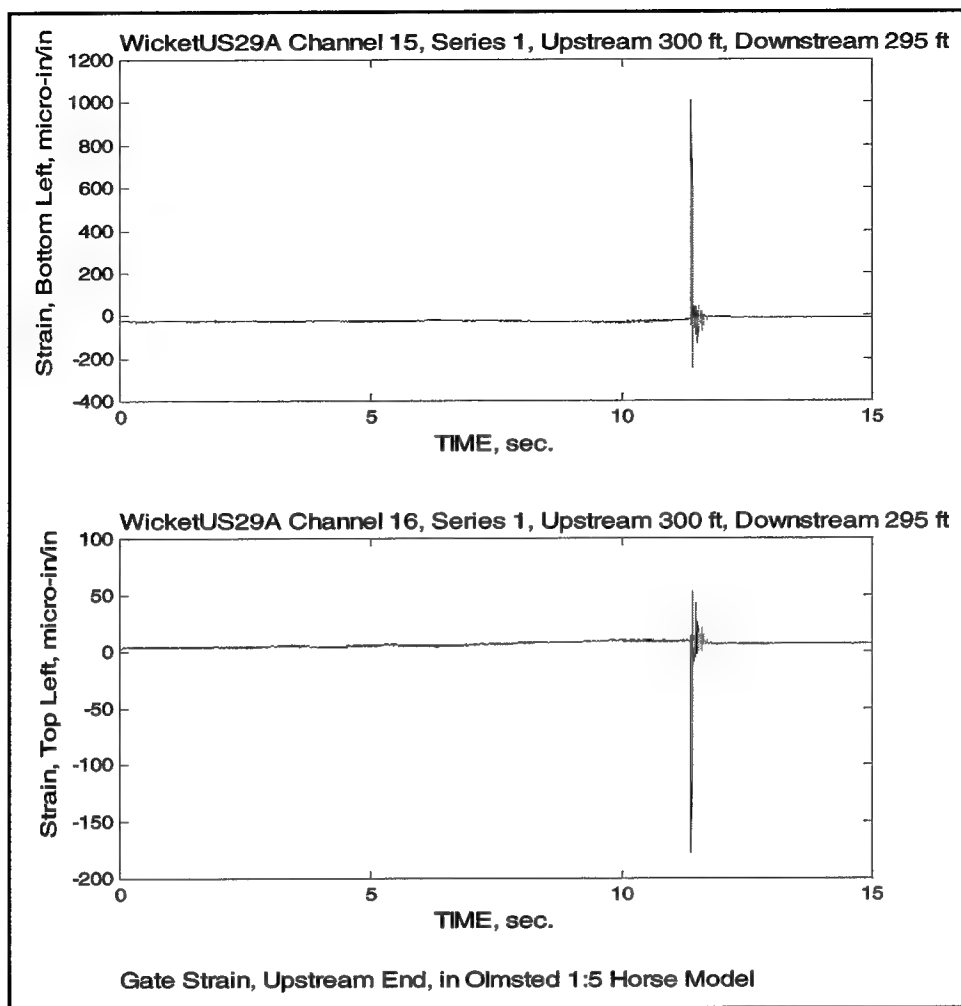 WicketUS29A Channel 15, Series 1, Upstream 300 ft, Downstream 295 ft
Strain, Bottom Left, micro-in/in
1200
1000
800
600
400
200
0
-200
-400
0 5 10 15
TIME, sec.
WicketUS29A Channel 16, Series 1, Upstream 300 ft, Downstream 295 ft
Strain, Top Left, micro-in/in
100
50
0
-50
-100
-150
-200
0 5 10 15
TIME, sec.
Gate Strain, Upstream End, in Olmsted 1:5 Horse Model